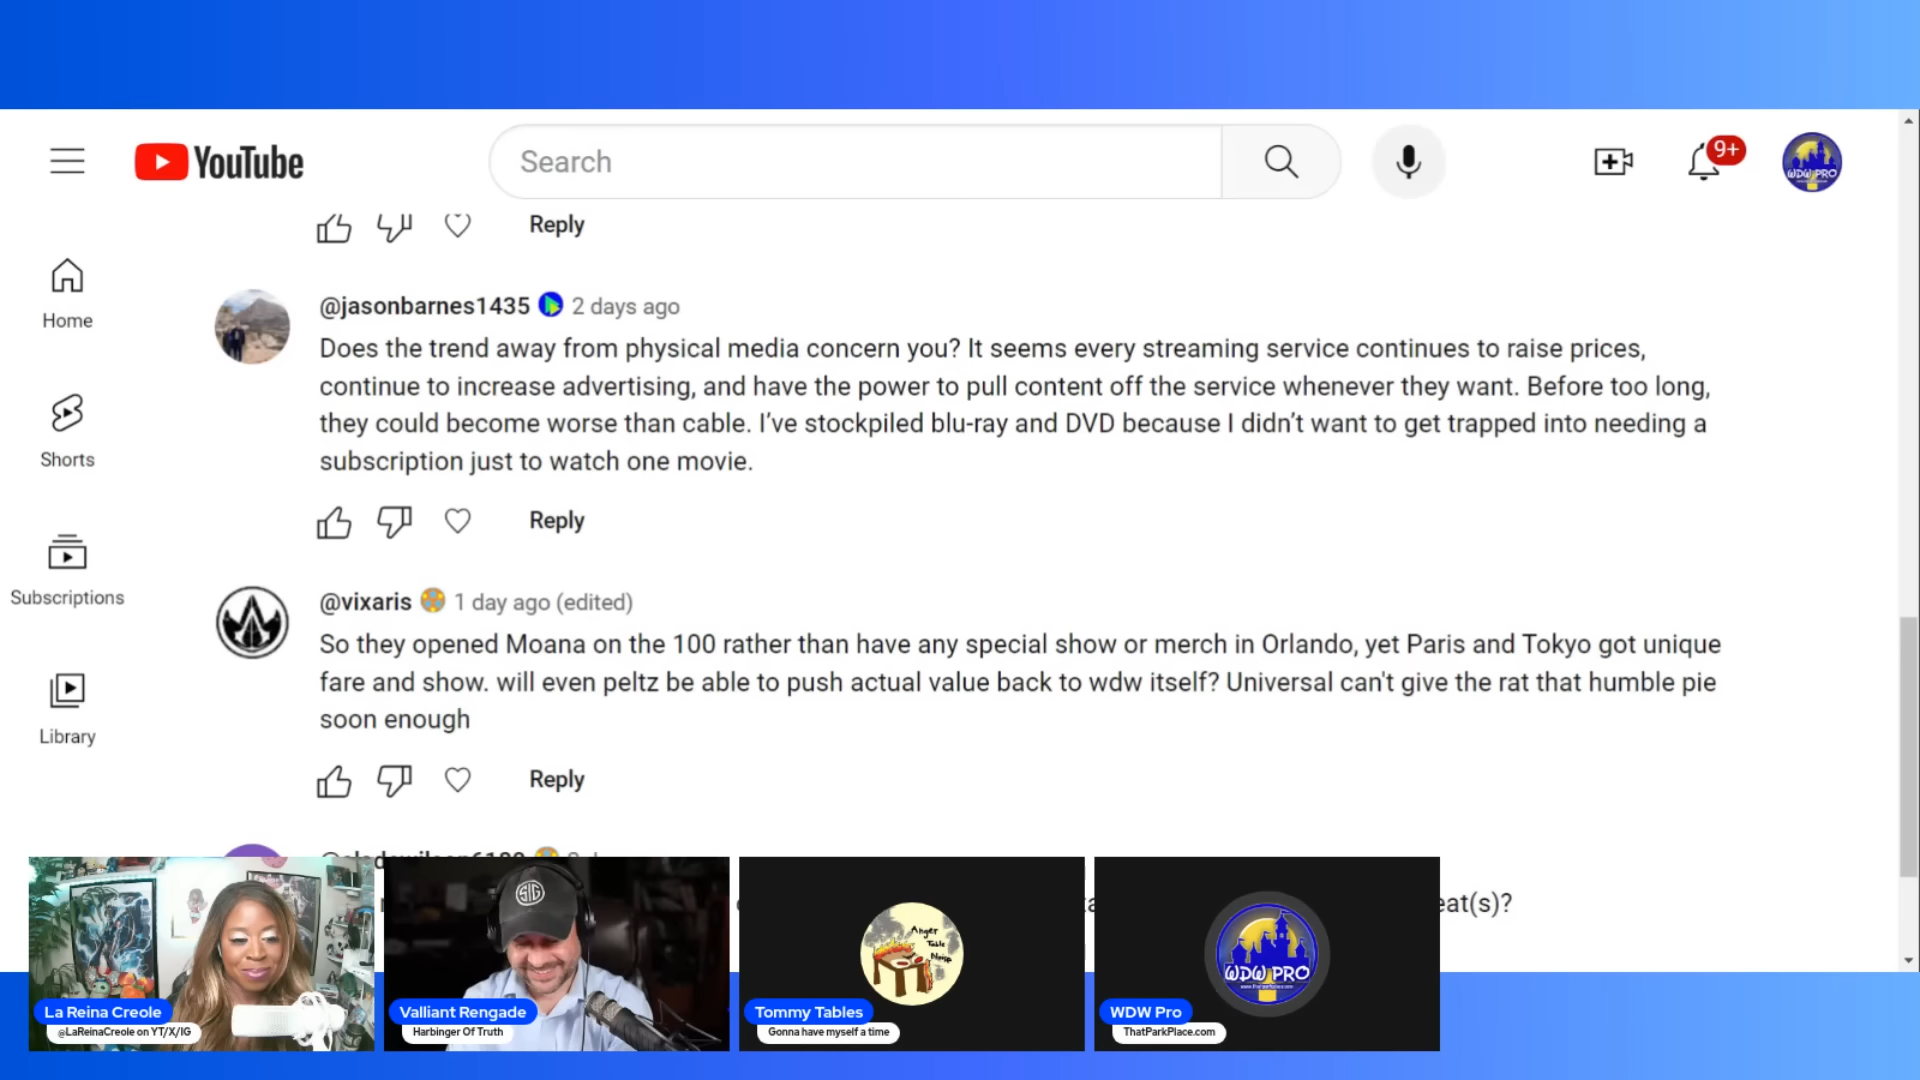 YouTube
Search
9+
WDW PRO
Reply
Home
@jasonbarnes1435 2 days ago
Does the trend away from physical media concern you? It seems every streaming service continues to raise prices,
continue to increase advertising, and have the power to pull content off the service whenever they want. Before too long,
they could become worse than cable. I’ve stockpiled blu-ray and DVD because I didn’t want to get trapped into needing a
subscription just to watch one movie.
Shorts
Reply
Subscriptions
@vixaris 1 day ago (edited)
So they opened Moana on the 100 rather than have any special show or merch in Orlando, yet Paris and Tokyo got unique
fare and show. will even peltz be able to push actual value back to wdw itself? Universal can't give the rat that humble pie
soon enough
Library
Reply
eat(s)?
SIG
Anger
Table
Noise
WDW PRO
La Reina Creole
@LaReinaCreole on YT/X/IG
Valliant Rengade
Harbinger Of Truth
Tommy Tables
Gonna have myself a time
WDW Pro
ThatParkPlace.com